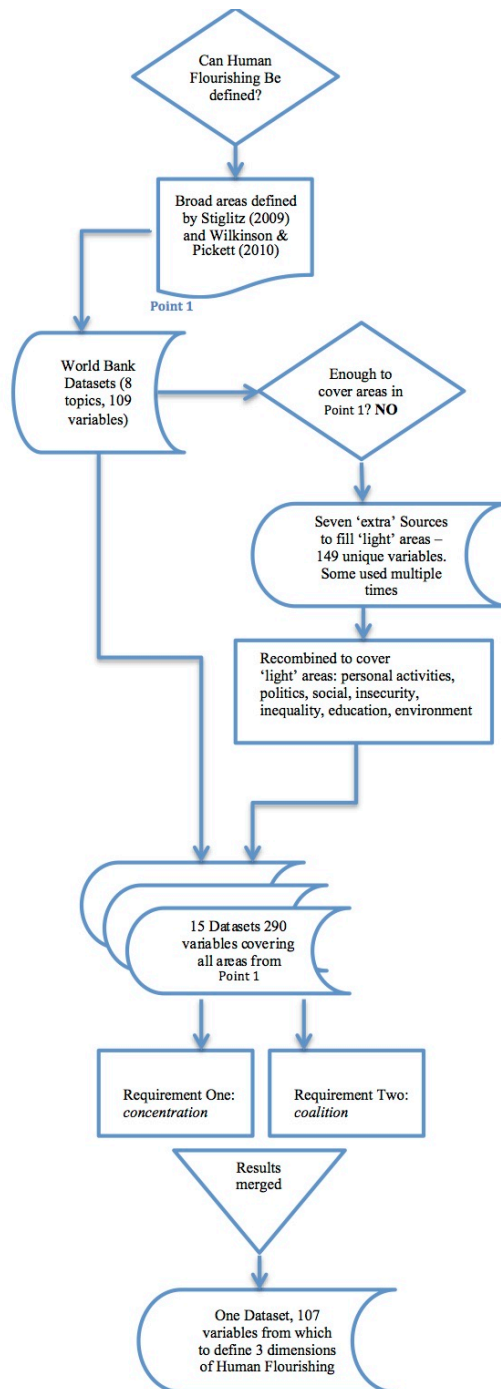 Can Human
Flourishing Be
defined?
Broad areas defined
by Stiglitz (2009)
and Wilkinson &
Pickett (2010)
Point 1
World Bank
Datasets (8
topics, 109
variables)
Enough to
cover areas in
Point 1? NO
Seven ‘extra’ Sources
to fill ‘light’ areas –
149 unique variables.
Some used multiple
times
Recombined to cover
‘light’ areas: personal activities,
politics, social, insecurity,
inequality, education, environment
15 Datasets 290
variables covering
all areas from
Point 1
Requirement One:
concentration
Requirement Two:
coalition
Results
merged
One Dataset, 107
variables from which
to define 3 dimensions
of Human Flourishing